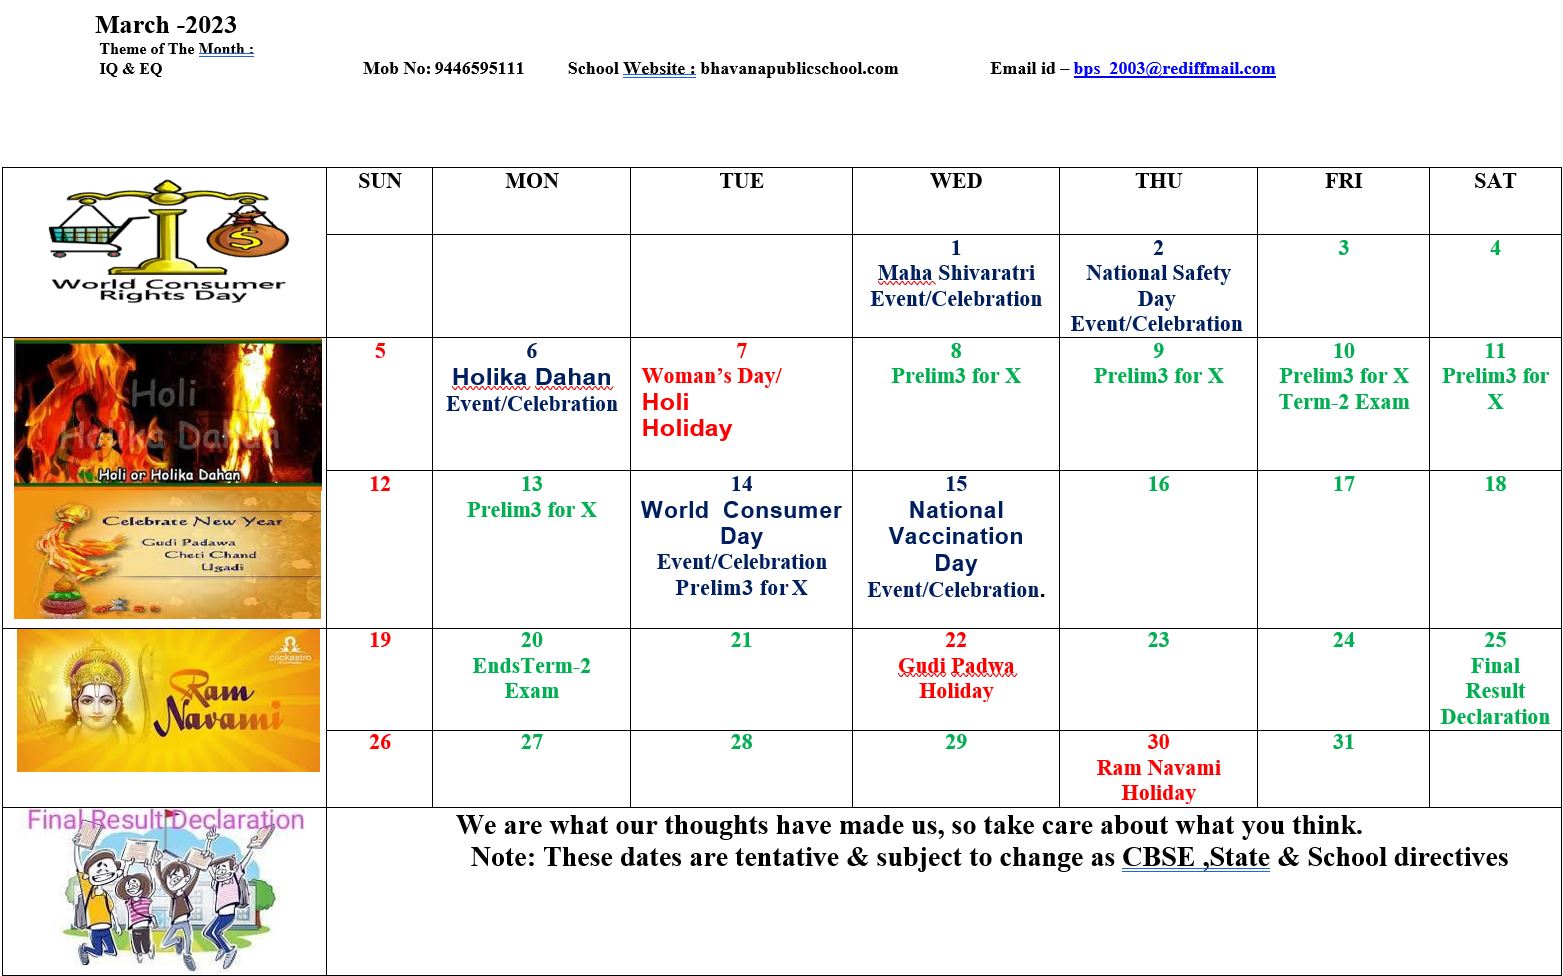 March -2023
Theme of The Month :
IQ & EQ
Mob No: 9446595111 School Website : bhavanapublicschool.com Email id – bps_2003@rediffmail.com
World Consumer
Rights Day
SUN MON TUE WED THU FRI SAT
1
Maha Shivaratri
Event/Celebration
2
National Safety
Day
Event/Celebration
3
4
Holi
Holika Dahan
Holi or Holika Dahan
5
6
Holika Dahan
Event/Celebration
7
Woman’s Day/
Holi
Holiday
8
Prelim3 for X
9
Prelim3 for X
10
Prelim3 for X
Term-2 Exam
11
Prelim3 for
X
Celebrate New Year
Gudi Padawa
Cheti Chand
Ugadi
12
13
Prelim3 for X
14
World Consumer
Day
Event/Celebration
Prelim3 for X
15
National
Vaccination
Day
Event/Celebration.
16
17
18
clickastro
Ram
Navami
19
20
EndsTerm-2
Exam
21
22
Gudi Padwa
Holiday
23
24
25
Final
Result
Declaration
26
27
28
29
30
Ram Navami
Holiday
31
Final Result Declaration
We are what our thoughts have made us, so take care about what you think.
Note: These dates are tentative & subject to change as CBSE ,State & School directives